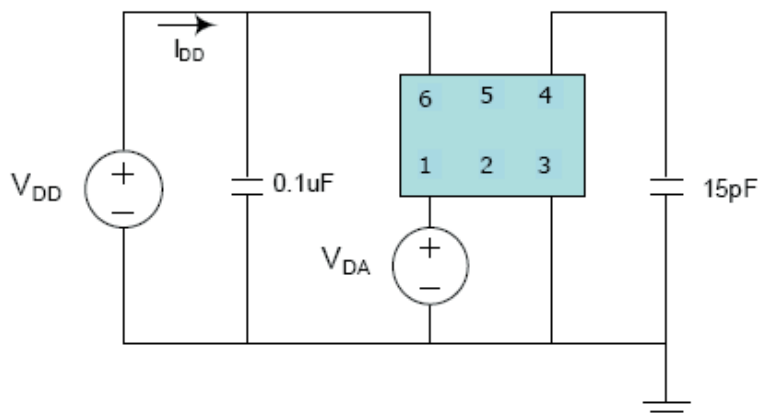 I_DD
6 5 4
1 2 3
V_DD
+
−
0.1uF
15pF
V_DA
+
−